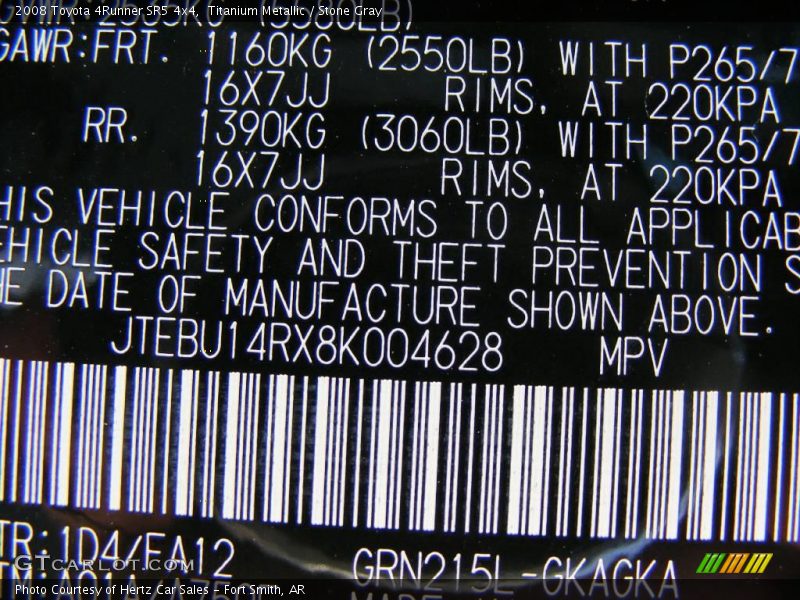 2008 Toyota 4Runner SR5 4x4, Titanium Metallic / Stone Gray
GAWR:FRT. 1160KG (2550LB) WITH P265/7
16X7JJ RIMS, AT 220KPA
RR. 1390KG (3060LB) WITH P265/7
16X7JJ RIMS, AT 220KPA
HIS VEHICLE CONFORMS TO ALL APPLICAB
EHICLE SAFETY AND THEFT PREVENTION S
HE DATE OF MANUFACTURE SHOWN ABOVE.
JTEBU14RX8K004628 MPV
TR:1D4/EA12
GRN215L-GKAGKA
GTCarLot.com
Photo Courtesy of Hertz Car Sales – Fort Smith, AR